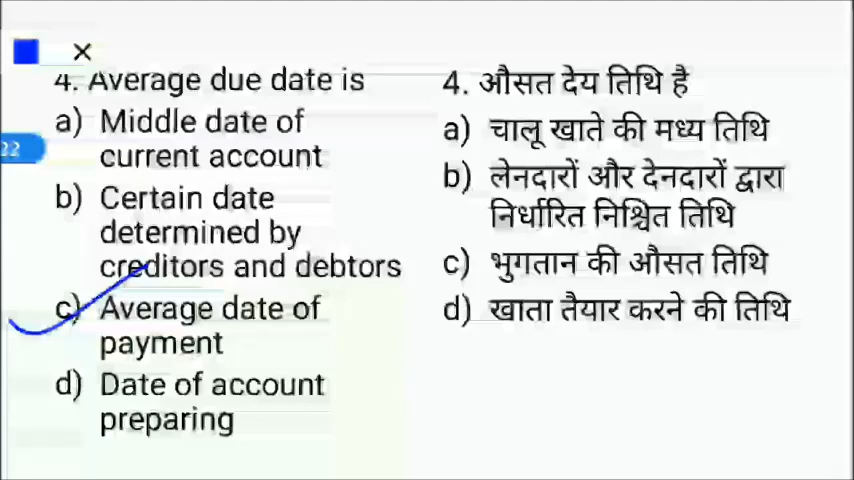 4. Average due date is
a) Middle date of
current account
22
b) Certain date
determined by
creditors and debtors
c) Average date of
payment
d) Date of account
preparing
4. औसत देय तिथि है
a) चालू खाते की मध्य तिथि
b) लेनदारों और देनदारों द्वारा
निर्धारित निश्चित तिथि
c) भुगतान की औसत तिथि
d) खाता तैयार करने की तिथि